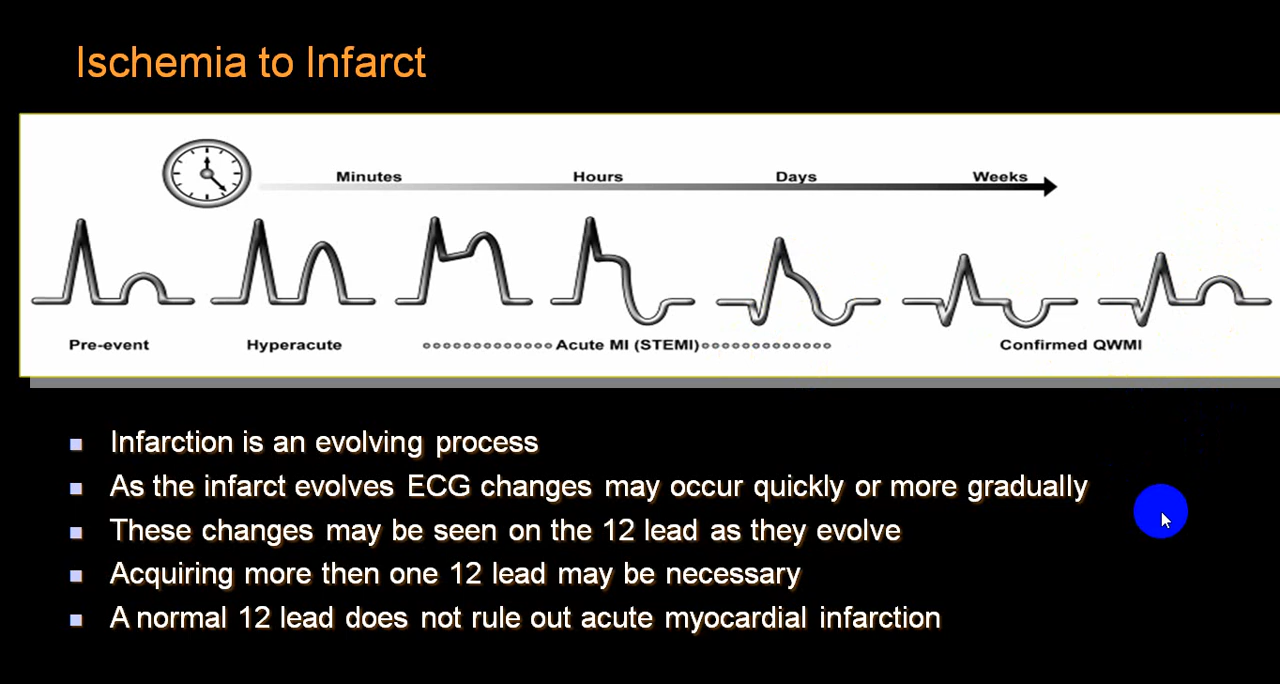 Ischemia to Infarct
Minutes Hours Days Weeks
Pre-event Hyperacute Acute MI (STEMI) Confirmed QWMI
Infarction is an evolving process
As the infarct evolves ECG changes may occur quickly or more gradually
These changes may be seen on the 12 lead as they evolve
Acquiring more then one 12 lead may be necessary
A normal 12 lead does not rule out acute myocardial infarction